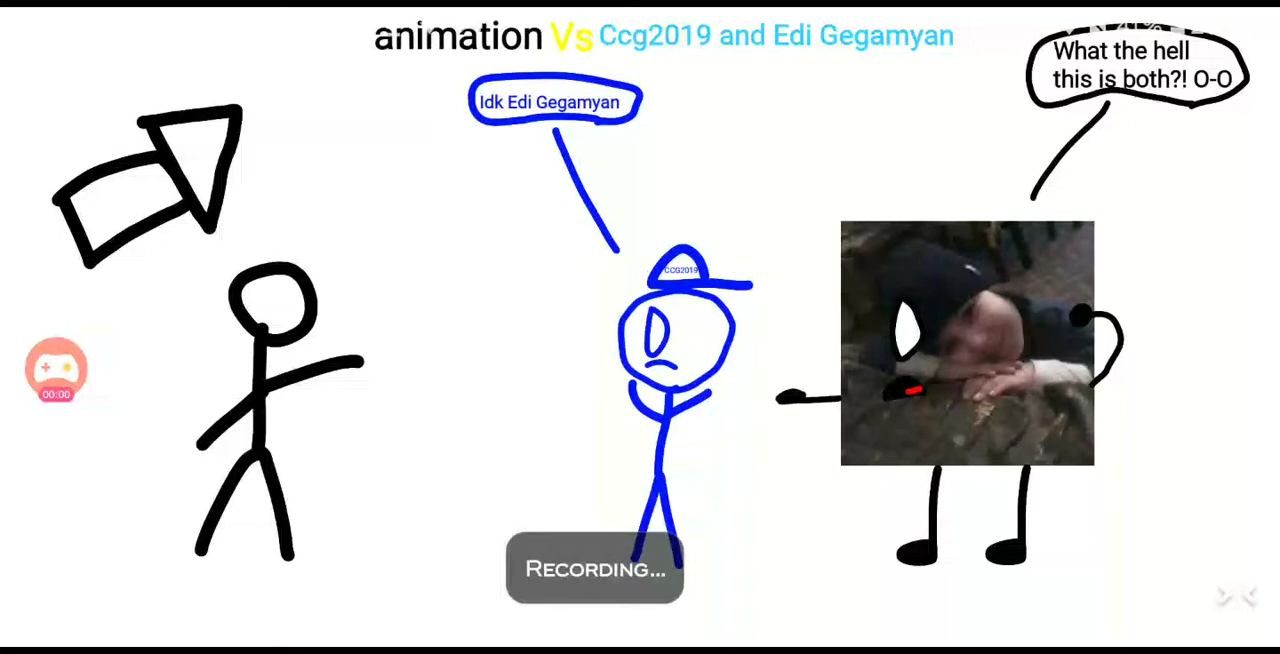 animation Vs Ccg2019 and Edi Gegamyan
What the hell
this is both?! O-O
Idk Edi Gegamyan
CCG2019
00:00
Recording...